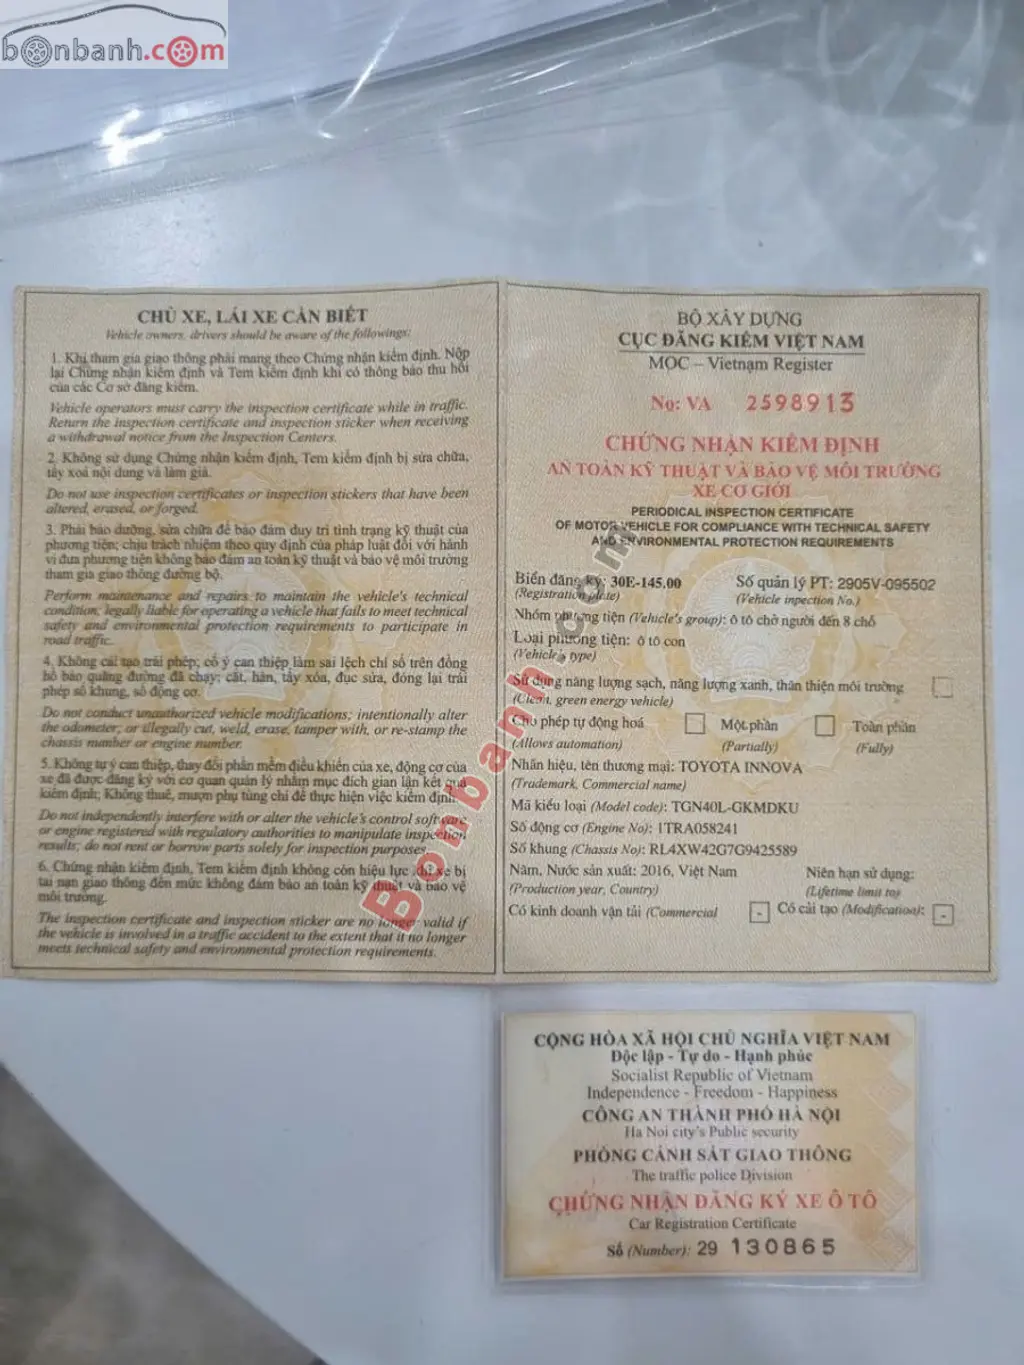 bonbanh.com
CHỦ XE, LÁI XE CẦN BIẾT
Vehicle owners, drivers should be aware of the followings:
1. Khi tham gia giao thông phải mang theo Chứng nhận kiểm định. Nộp
lại Chứng nhận kiểm định và Tem kiểm định khi có thông báo thu hồi
của các Cơ sở đăng kiểm.
Vehicle operators must carry the inspection certificate while in traffic.
Return the inspection certificate and inspection sticker when receiving
a withdrawal notice from the Inspection Centers.
2. Không sử dụng Chứng nhận kiểm định, Tem kiểm định bị sửa chữa,
tẩy xoá nội dung và làm giả.
Do not use inspection certificates or inspection stickers that have been
altered, erased, or forged.
3. Phải bảo dưỡng, sửa chữa để bảo đảm duy trì tình trạng kỹ thuật của
phương tiện; chịu trách nhiệm theo quy định của pháp luật đối với hành
vi đưa phương tiện không bảo đảm an toàn kỹ thuật và bảo vệ môi trường
tham gia giao thông đường bộ.
Perform maintenance and repairs to maintain the vehicle's technical
condition; legally liable for operating a vehicle that fails to meet technical
safety and environmental protection requirements to participate in
road traffic.
4. Không cải tạo trái phép; cố ý can thiệp làm sai lệch chỉ số trên đồng
hồ báo quãng đường đã chạy; cắt, hàn, tẩy xóa, đục sửa, đóng lại trái
phép số khung, số động cơ.
Do not conduct unauthorized vehicle modifications; intentionally alter
the odometer; or illegally cut, weld, erase, tamper with, or re-stamp the
chassis number or engine number.
5. Không tự ý can thiệp, thay đổi phần mềm điều khiển của xe, động cơ của
xe đã được đăng ký với cơ quan quản lý nhằm mục đích gian lận kết quả
kiểm định; Không thuê, mượn phụ tùng chỉ để thực hiện việc kiểm định.
Do not independently interfere with or alter the vehicle's control software
or engine registered with regulatory authorities to manipulate inspection
results; do not rent or borrow parts solely for inspection purposes.
6. Chứng nhận kiểm định, Tem kiểm định không còn hiệu lực khi xe bị
tai nạn giao thông đến mức không đảm bảo an toàn kỹ thuật và bảo vệ
môi trường.
The inspection certificate and inspection sticker are no longer valid if
the vehicle is involved in a traffic accident to the extent that it no longer
meets technical safety and environmental protection requirements.
BỘ XÂY DỰNG
CỤC ĐĂNG KIỂM VIỆT NAM
MOC – Vietnam Register
No: VA 2598913
CHỨNG NHẬN KIỂM ĐỊNH
AN TOÀN KỸ THUẬT VÀ BẢO VỆ MÔI TRƯỜNG
XE CƠ GIỚI
PERIODICAL INSPECTION CERTIFICATE
OF MOTOR VEHICLE FOR COMPLIANCE WITH TECHNICAL SAFETY
AND ENVIRONMENTAL PROTECTION REQUIREMENTS
Biển đăng ký: 30E-145.00 Số quản lý PT: 2905V-095502
(Registration plate) (Vehicle inpection No.)
Nhóm phương tiện (Vehicle's group): ô tô chở người đến 8 chỗ
Loại phương tiện: ô tô con
(Vehicle's type)
Sử dụng năng lượng sạch, năng lượng xanh, thân thiện môi trường
(Clean, green energy vehicle)
Cho phép tự động hoá Một phần Toàn phần
(Allows automation) (Partially) (Fully)
Nhãn hiệu, tên thương mại: TOYOTA INNOVA
(Trademark, Commercial name)
Mã kiểu loại (Model code): TGN40L-GKMDKU
Số động cơ (Engine No): 1TRA058241
Số khung (Chassis No): RL4XW42G7G9425589
Năm, Nước sản xuất: 2016, Việt Nam Niên hạn sử dụng:
(Production year, Country) (Lifetime limit to)
Có kinh doanh vận tải (Commercial - Có cải tạo (Modification): -
Bonbanh.com
CỘNG HÒA XÃ HỘI CHỦ NGHĨA VIỆT NAM
Độc lập - Tự do - Hạnh phúc
Socialist Republic of Vietnam
Independence - Freedom - Happiness
CÔNG AN THÀNH PHỐ HÀ NỘI
Ha Noi city's Public security
PHÒNG CẢNH SÁT GIAO THÔNG
The traffic police Division
CHỨNG NHẬN ĐĂNG KÝ XE Ô TÔ
Car Registration Certificate
Số (Number): 29 130865